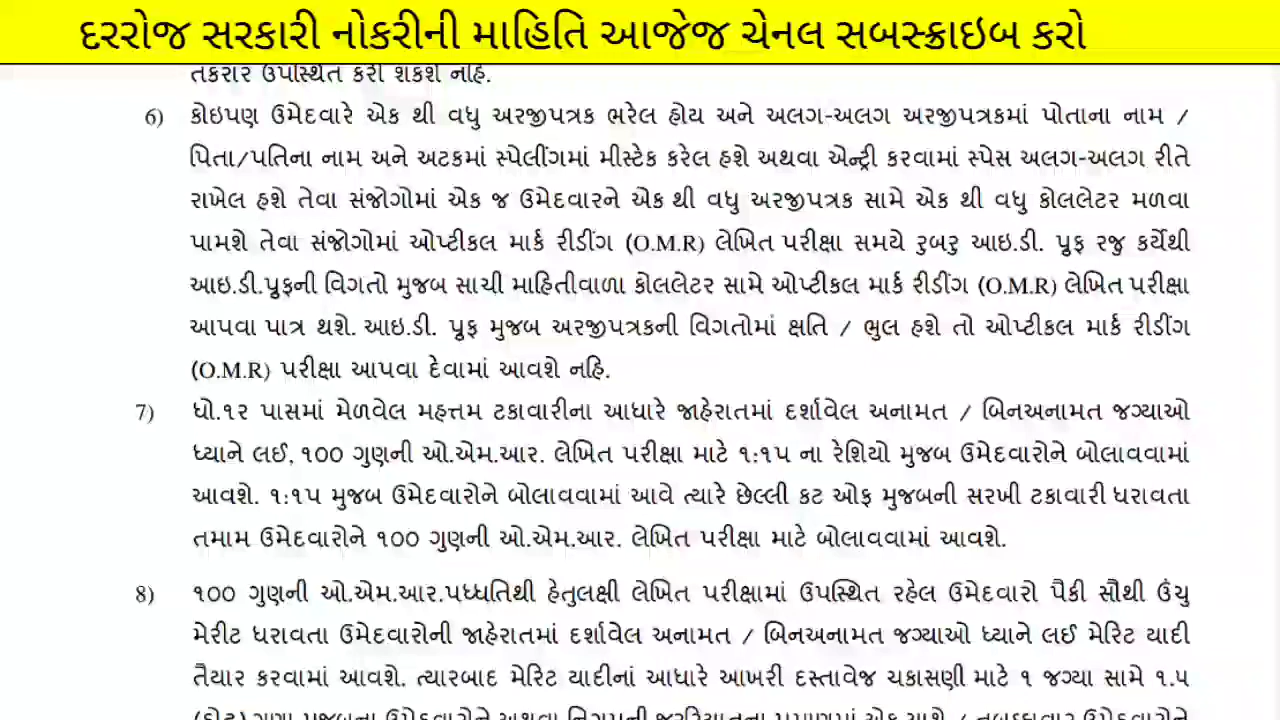 દરરોજ સરકારી નોકરીની માહિતિ આજેજ ચેનલ સબસ્ક્રાઇબ કરો
તકરાર ઉપસ્થિત કરી શકશે નહિ.
6) કોઇપણ ઉમેદવારે એક થી વધુ અરજીપત્રક ભરેલ હોય અને અલગ-અલગ અરજીપત્રકમાં પોતાના નામ /
પિતા/પતિના નામ અને અટકમાં સ્પેલીંગમાં મીસ્ટેક કરેલ હશે અથવા એન્ટ્રી કરવામાં સ્પેસ અલગ-અલગ રીતે
રાખેલ હશે તેવા સંજોગોમાં એક જ ઉમેદવારને એક થી વધુ અરજીપત્રક સામે એક થી વધુ કોલલેટર મળવા
પામશે તેવા સંજોગોમાં ઓપ્ટીકલ માર્ક રીડીંગ (O.M.R) લેખિત પરીક્ષા સમયે રુબરુ આઇ.ડી. પ્રુફ રજુ કર્યેથી
આઇ.ડી.પ્રુફની વિગતો મુજબ સાચી માહિતીવાળા કોલલેટર સામે ઓપ્ટીકલ માર્ક રીડીંગ (O.M.R) લેખિત પરીક્ષા
આપવા પાત્ર થશે. આઇ.ડી. પ્રુફ મુજબ અરજીપત્રકની વિગતોમાં ક્ષતિ / ભુલ હશે તો ઓપ્ટીકલ માર્ક રીડીંગ
(O.M.R) પરીક્ષા આપવા દેવામાં આવશે નહિ.
7) ધો.૧૨ પાસમાં મેળવેલ મહત્તમ ટકાવારીના આધારે જાહેરાતમાં દર્શાવેલ અનામત / બિનઅનામત જગ્યાઓ
ધ્યાને લઈ, ૧૦૦ ગુણની ઓ.એમ.આર. લેખિત પરીક્ષા માટે ૧:૧૫ ના રેશિયો મુજબ ઉમેદવારોને બોલાવવામાં
આવશે. ૧:૧૫ મુજબ ઉમેદવારોને બોલાવવામાં આવે ત્યારે છેલ્લી કટ ઓફ મુજબની સરખી ટકાવારી ધરાવતા
તમામ ઉમેદવારોને ૧૦૦ ગુણની ઓ.એમ.આર. લેખિત પરીક્ષા માટે બોલાવવામાં આવશે.
8) ૧૦૦ ગુણની ઓ.એમ.આર.પધ્ધતિથી હેતુલક્ષી લેખિત પરીક્ષામાં ઉપસ્થિત રહેલ ઉમેદવારો પૈકી સૌથી ઉંચુ
મેરીટ ધરાવતા ઉમેદવારોની જાહેરાતમાં દર્શાવેલ અનામત / બિનઅનામત જગ્યાઓ ધ્યાને લઈ મેરિટ યાદી
તૈયાર કરવામાં આવશે. ત્યારબાદ મેરિટ યાદીનાં આધારે આખરી દસ્તાવેજ ચકાસણી માટે ૧ જગ્યા સામે ૧.૫